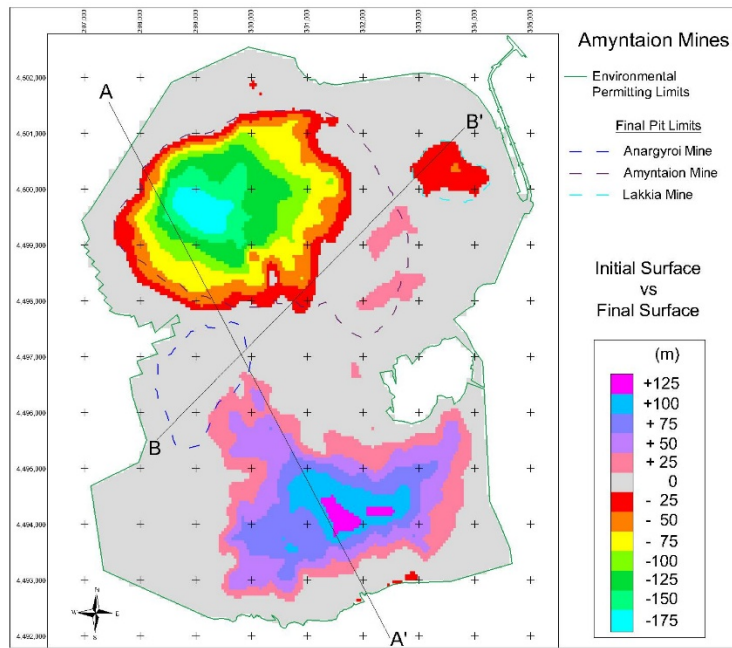 Amyntaion Mines
Environmental
Permitting Limits
Final Pit Limits
Anargyroi Mine
Amyntaion Mine
Lakkia Mine
Initial Surface
vs
Final Surface
(m)
+125
+100
+ 75
+ 50
+ 25
0
- 25
- 50
- 75
-100
-125
-150
-175
4,502,000
4,501,000
4,500,000
4,499,000
4,498,000
4,497,000
4,496,000
4,495,000
4,494,000
4,493,000
4,492,000
A
B'
B
A'
W
E
S